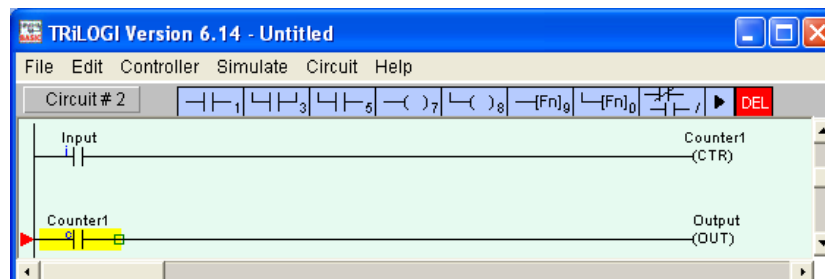 TRiLOGI Version 6.14 - Untitled
File Edit Controller Simulate Circuit Help
Circuit # 2 1 3 5 7 8 [Fn]9 [Fn]0 / DEL
Input Counter1
i (CTR)
Counter1 Output
c (OUT)